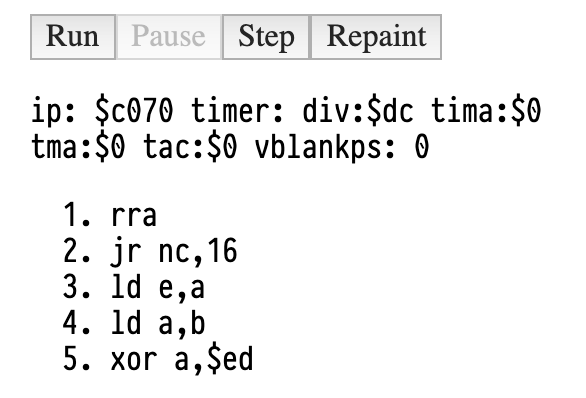 Run Pause Step Repaint
ip: $c070 timer: div:$dc tima:$0
tma:$0 tac:$0 vblankps: 0
1. rra
2. jr nc,16
3. ld e,a
4. ld a,b
5. xor a,$ed